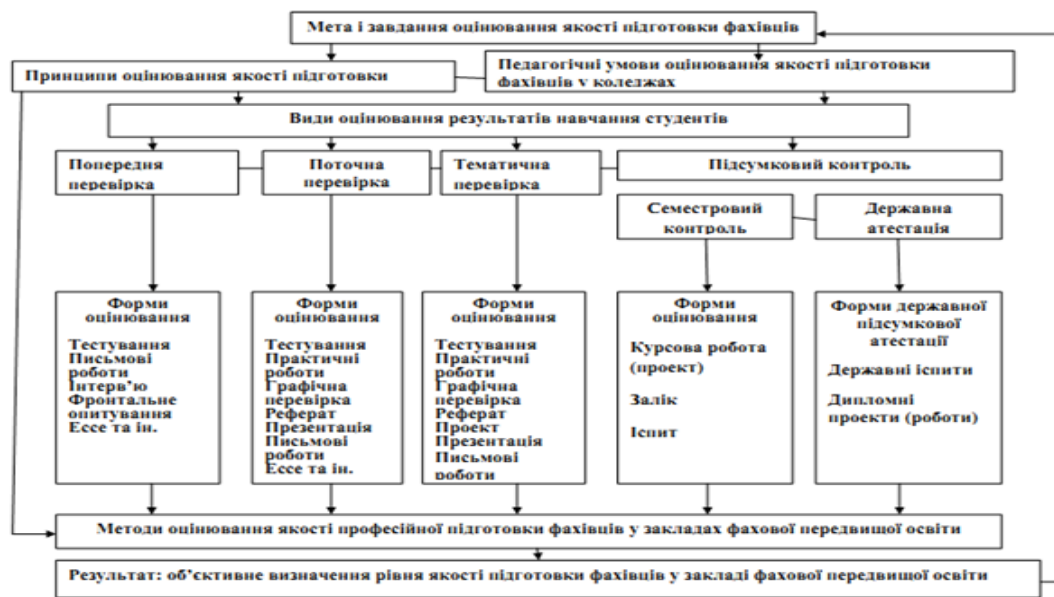 Мета і завдання оцінювання якості підготовки фахівців
Принципи оцінювання якості підготовки
Педагогічні умови оцінювання якості підготовки
фахівців у коледжах
Види оцінювання результатів навчання студентів
Попередня
перевірка
Поточна
перевірка
Тематична
перевірка
Підсумковий контроль
Семестровий
контроль
Державна
атестація
Форми
оцінювання
Тестування
Письмові
роботи
Інтерв’ю
Фронтальне
опитування
Ессе та ін.
Форми
оцінювання
Тестування
Практичні
роботи
Графічна
перевірка
Реферат
Презентація
Письмові
роботи
Ессе та ін.
Форми
оцінювання
Тестування
Практичні
роботи
Графічна
перевірка
Реферат
Проект
Презентація
Письмові
роботи
Форми
оцінювання
Курсова робота
(проект)
Залік
Іспит
Форми державної
підсумкової
атестації
Державні іспити
Дипломні
проекти (роботи)
Методи оцінювання якості професійної підготовки фахівців у закладах фахової передвищої освіти
Результат: об’єктивне визначення рівня якості підготовки фахівців у закладі фахової передвищої освіти